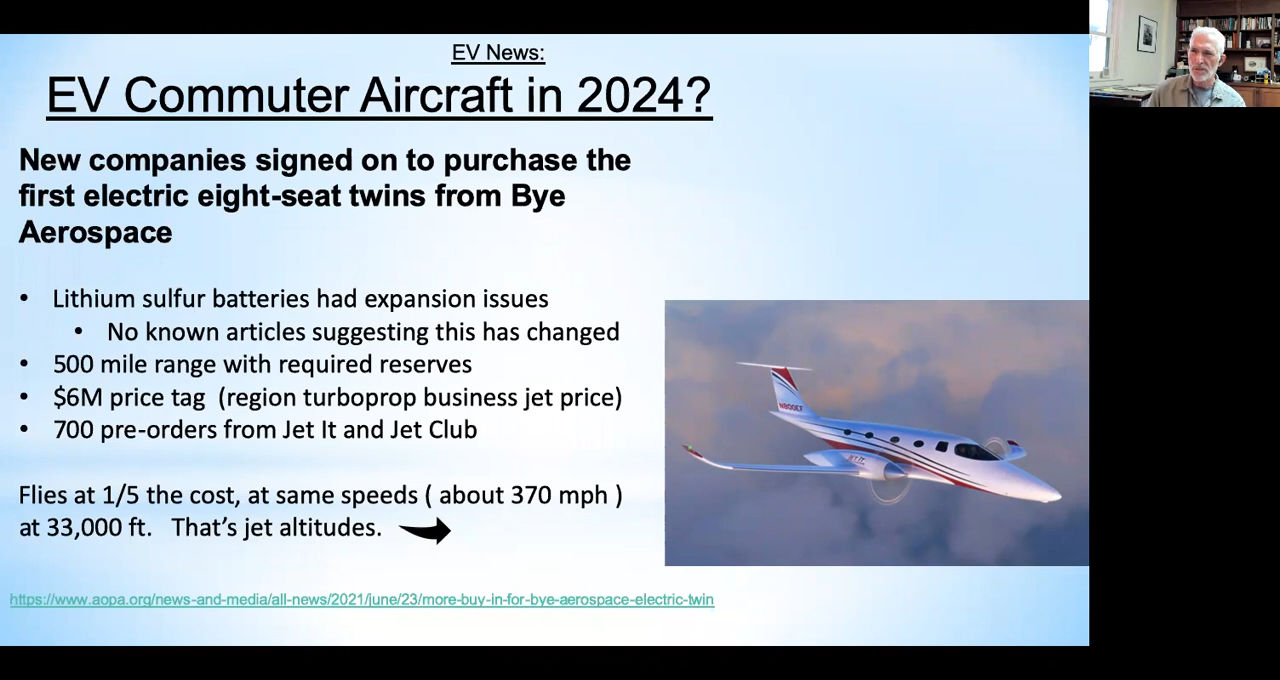 EV News:
EV Commuter Aircraft in 2024?
New companies signed on to purchase the
first electric eight-seat twins from Bye
Aerospace
• Lithium sulfur batteries had expansion issues
• No known articles suggesting this has changed
• 500 mile range with required reserves
• $6M price tag (region turboprop business jet price)
• 700 pre-orders from Jet It and Jet Club
Flies at 1/5 the cost, at same speeds ( about 370 mph )
at 33,000 ft. That’s jet altitudes.
https://www.aopa.org/news-and-media/all-news/2021/june/23/more-buy-in-for-bye-aerospace-electric-twin
N800EF
JET IT